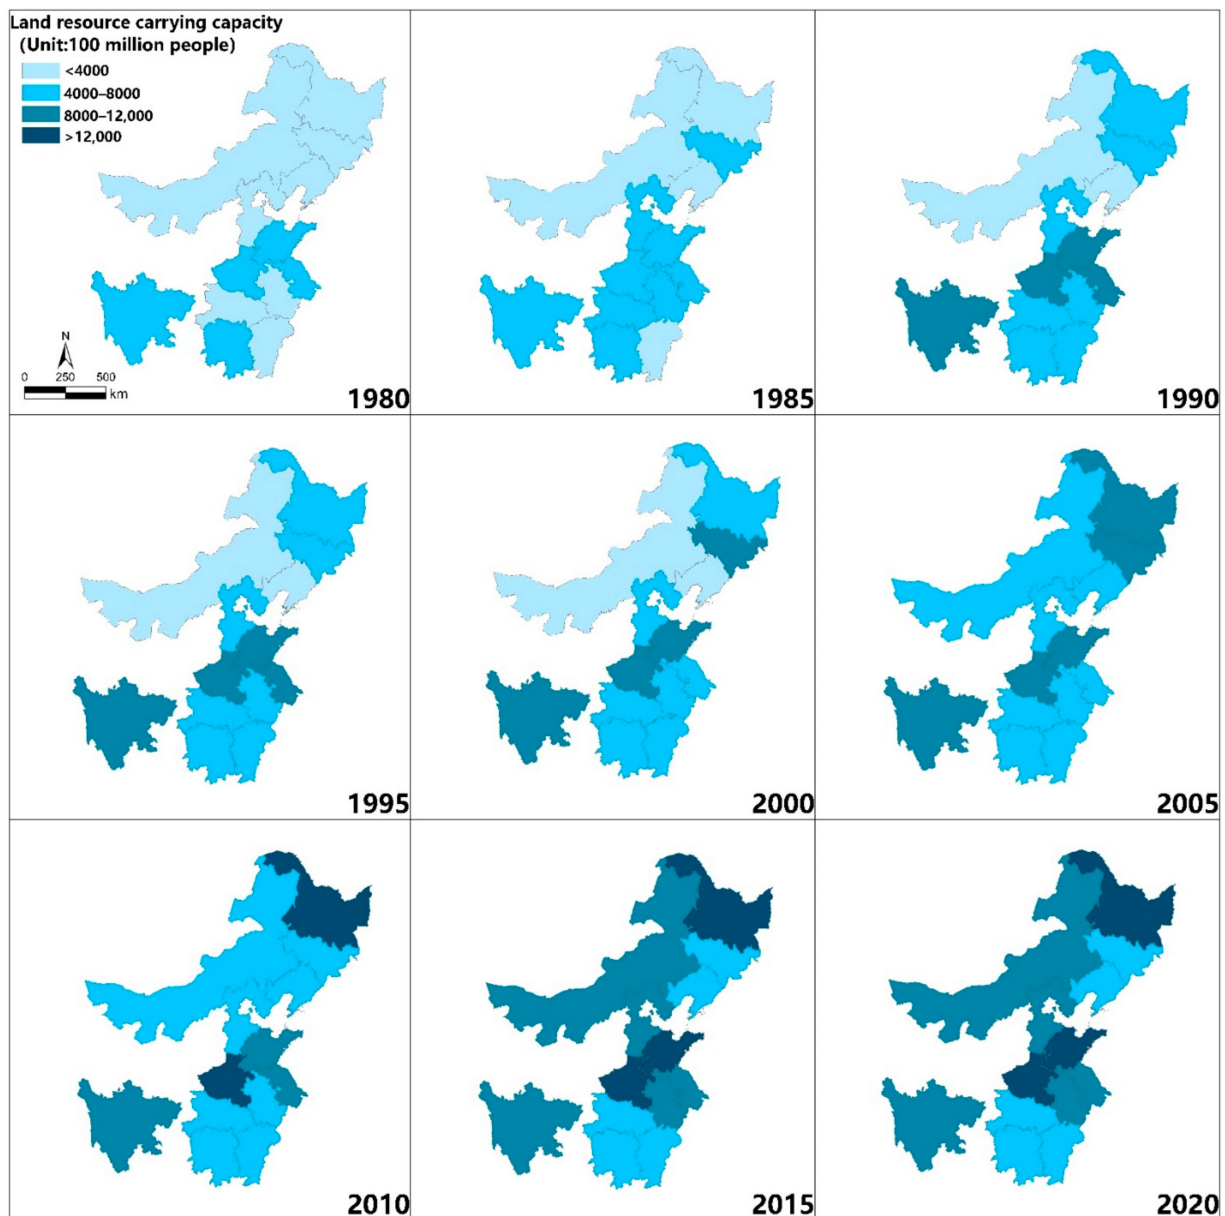 Land resource carrying capacity
(Unit:100 million people)
<4000
4000–8000
8000–12,000
>12,000
N
0 250 500
km
1980
1985
1990
1995
2000
2005
2010
2015
2020